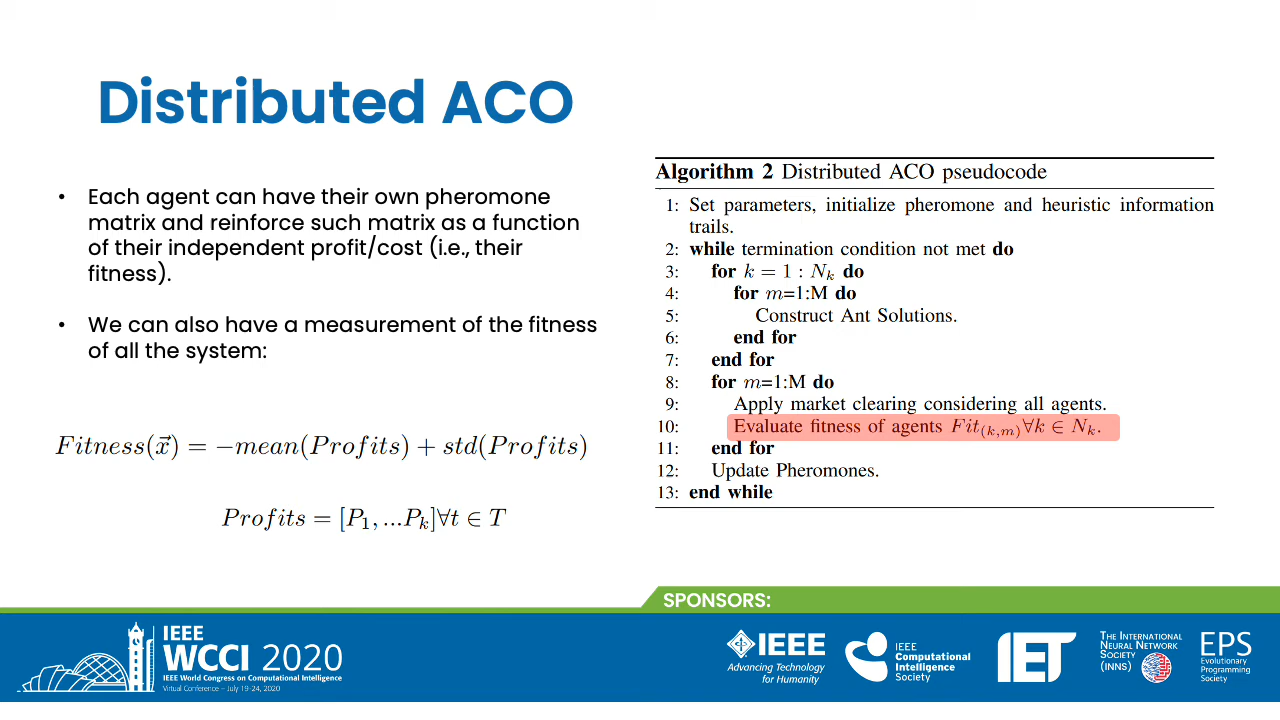 Distributed ACO
• Each agent can have their own pheromone
matrix and reinforce such matrix as a function
of their independent profit/cost (i.e., their
fitness).
• We can also have a measurement of the fitness
of all the system:
Fitness(x⃗) = −mean(Profits) + std(Profits)
Profits = [P₁, ...Pₖ]∀t ∈ T
Algorithm 2 Distributed ACO pseudocode
1: Set parameters, initialize pheromone and heuristic information
trails.
2: while termination condition not met do
3: for k = 1 : Nₖ do
4: for m=1:M do
5: Construct Ant Solutions.
6: end for
7: end for
8: for m=1:M do
9: Apply market clearing considering all agents.
10: Evaluate fitness of agents Fit₍ₖ,ₘ₎∀k ∈ Nₖ.
11: end for
12: Update Pheromones.
13: end while
SPONSORS:
IEEE
WCCI 2020
IEEE World Congress on Computational Intelligence
Virtual Conference – July 19-24, 2020
IEEE
Advancing Technology
for Humanity
IEEE
Computational
Intelligence
Society
IET
THE INTERNATIONAL
NEURAL NETWORK
SOCIETY
(INNS)
EPS
Evolutionary
Programming
Society